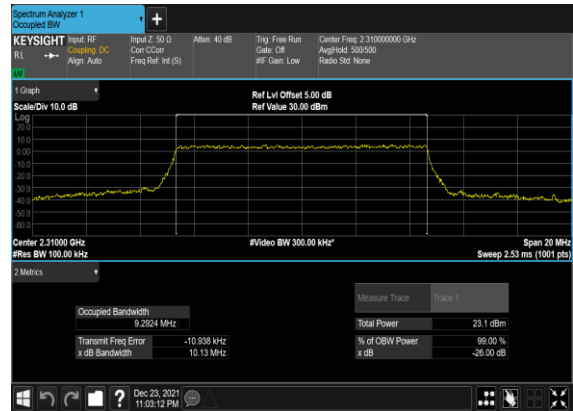 Spectrum Analyzer 1
Occupied BW
+
KEYSIGHT Input: RF Input Z: 50 Ω Atten: 40 dB Trig: Free Run Center Freq: 2.310000000 GHz
RL Coupling: DC Corr CCorr Gate: Off Avg|Hold: 500/500
Align: Auto Freq Ref: Int (S) #IF Gain: Low Radio Std: None
LW
1 Graph
Ref Lvl Offset 5.00 dB
Scale/Div 10.0 dB Ref Value 30.00 dBm
Log
20.0
10.0
0.00
-10.0
-20.0
-30.0
-40.0
-50.0
-60.0
Center 2.31000 GHz #Video BW 300.00 kHz* Span 20 MHz
#Res BW 100.00 kHz Sweep 2.53 ms (1001 pts)
2 Metrics
Measure Trace Trace 1
Occupied Bandwidth
9.2924 MHz
Total Power 23.1 dBm
Transmit Freq Error -10.938 kHz % of OBW Power 99.00 %
x dB Bandwidth 10.13 MHz x dB -26.00 dB
? Dec 23, 2021
11:03:12 PM